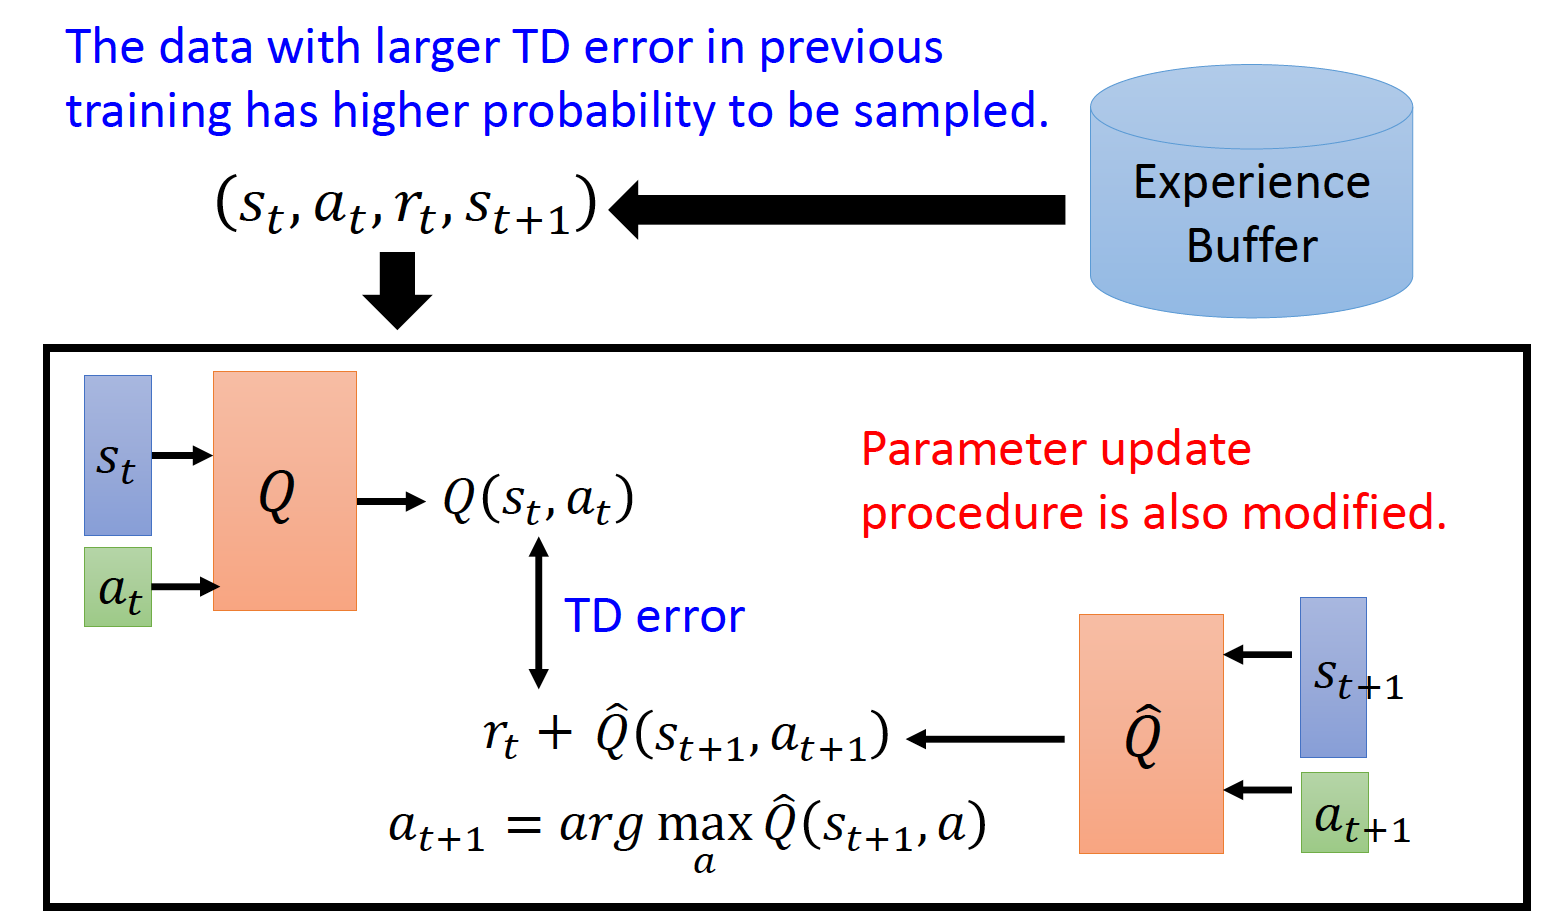 The data with larger TD error in previous
training has higher probability to be sampled.
(s_t, a_t, r_t, s_{t+1})
Experience
Buffer
s_t
a_t
Q
Q(s_t, a_t)
Parameter update
procedure is also modified.
TD error
r_t + Q̂(s_{t+1}, a_{t+1})
a_{t+1} = arg max_a Q̂(s_{t+1}, a)
Q̂
s_{t+1}
a_{t+1}